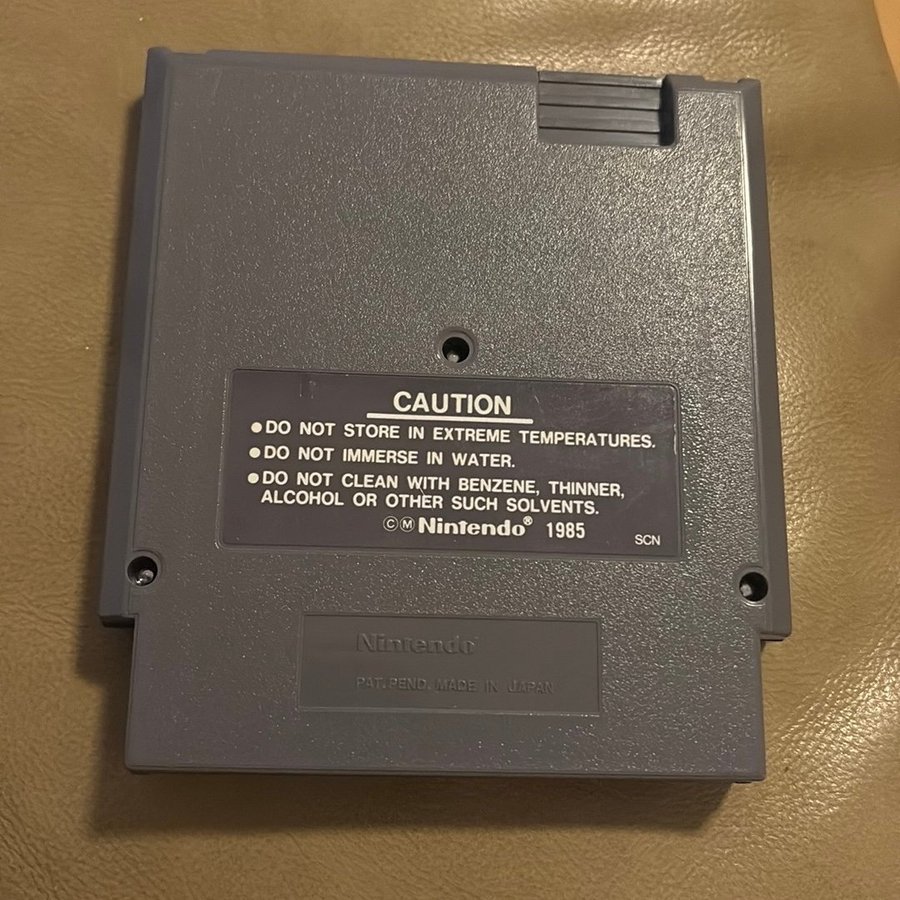 CAUTION
●DO NOT STORE IN EXTREME TEMPERATURES.
●DO NOT IMMERSE IN WATER.
●DO NOT CLEAN WITH BENZENE, THINNER,
ALCOHOL OR OTHER SUCH SOLVENTS.
©Ⓜ Nintendo® 1985
SCN
Nintendo
PAT. PEND. MADE IN JAPAN